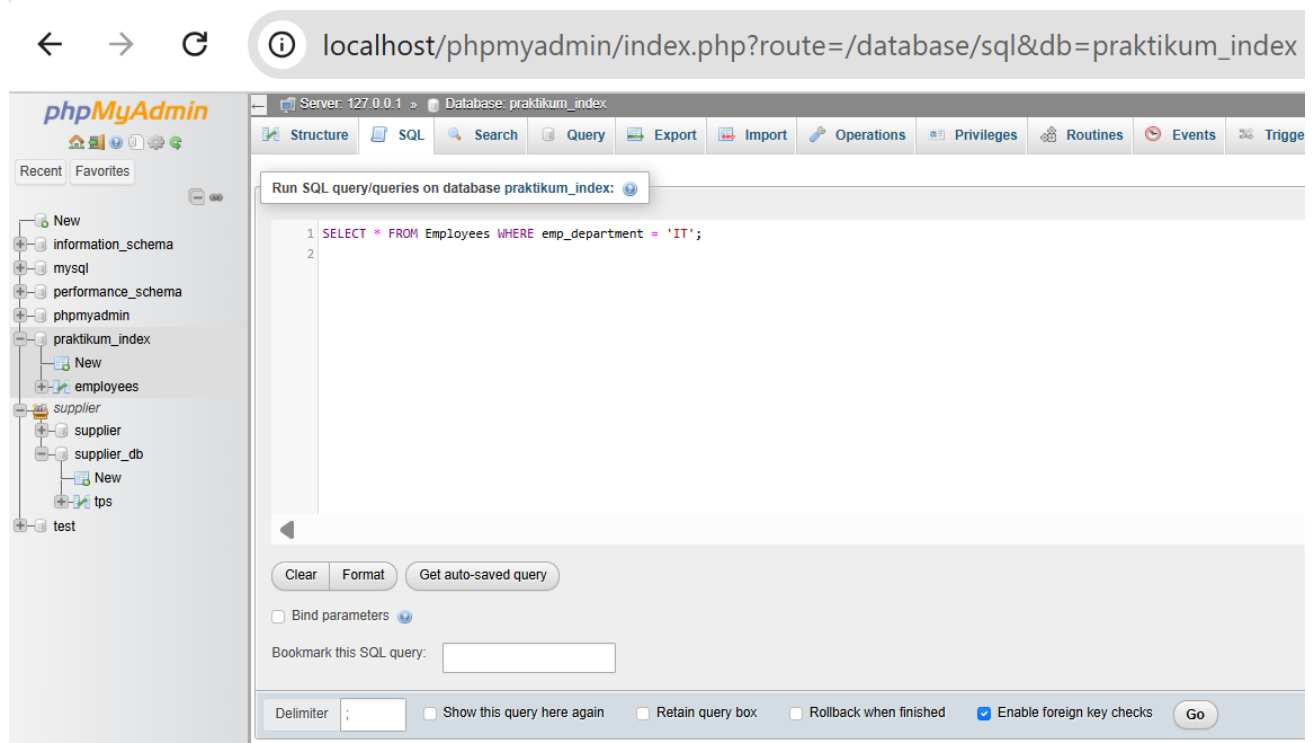 localhost/phpmyadmin/index.php?route=/database/sql&db=praktikum_index
phpMyAdmin
Recent Favorites
New
information_schema
mysql
performance_schema
phpmyadmin
praktikum_index
New
employees
supplier
supplier
supplier_db
New
tps
test
Server: 127.0.0.1 » Database: praktikum_index
Structure SQL Search Query Export Import Operations Privileges Routines Events Trigge
Run SQL query/queries on database praktikum_index:
1 SELECT * FROM Employees WHERE emp_department = 'IT';
2
Clear Format Get auto-saved query
Bind parameters
Bookmark this SQL query:
Delimiter ; Show this query here again Retain query box Rollback when finished Enable foreign key checks Go